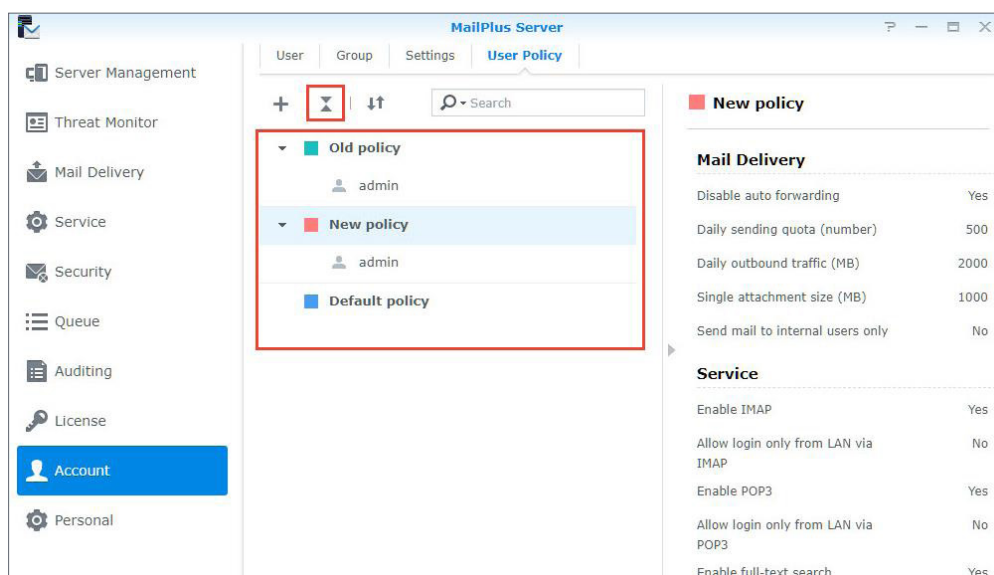 MailPlus Server
Server Management
Threat Monitor
Mail Delivery
Service
Security
Queue
Auditing
License
Account
Personal
User Group Settings User Policy
Search
Old policy
admin
New policy
admin
Default policy
New policy
Mail Delivery
Disable auto forwarding Yes
Daily sending quota (number) 500
Daily outbound traffic (MB) 2000
Single attachment size (MB) 1000
Send mail to internal users only No
Service
Enable IMAP Yes
Allow login only from LAN via No
IMAP
Enable POP3 Yes
Allow login only from LAN via No
POP3
Enable full-text search Yes